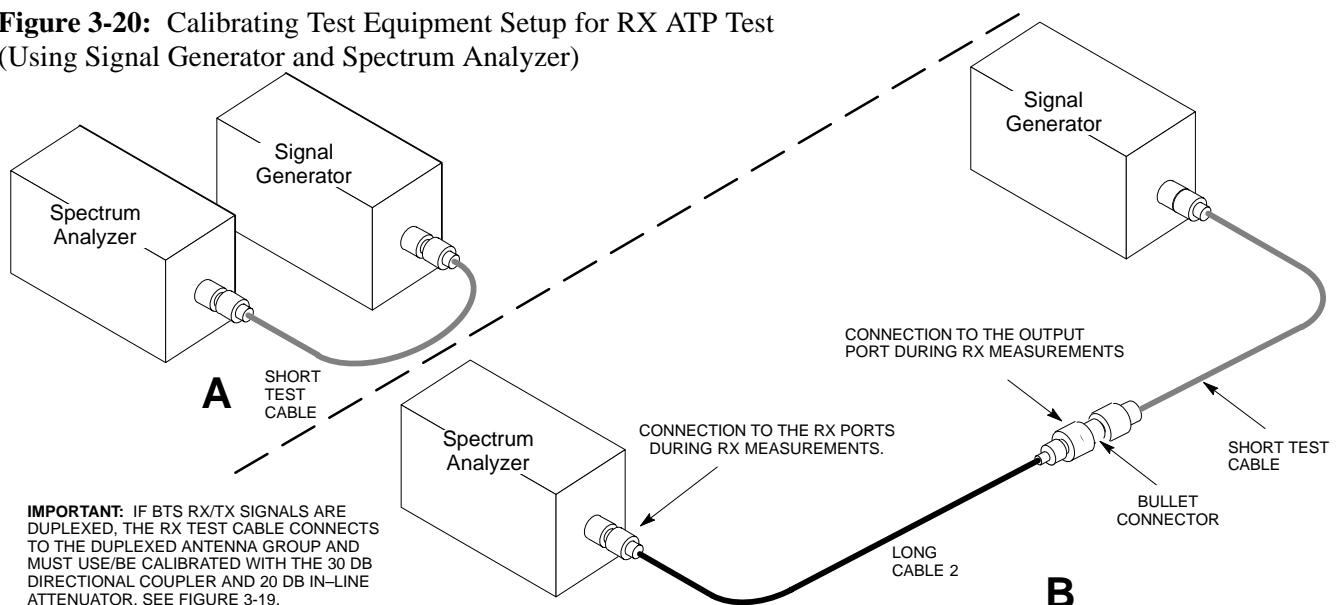 Figure 3-20: Calibrating Test Equipment Setup for RX ATP Test
(Using Signal Generator and Spectrum Analyzer)
Signal
Generator
Spectrum
Analyzer
A
SHORT
TEST
CABLE
Signal
Generator
CONNECTION TO THE OUTPUT
PORT DURING RX MEASUREMENTS
Spectrum
Analyzer
CONNECTION TO THE RX PORTS
DURING RX MEASUREMENTS.
SHORT TEST
CABLE
BULLET
CONNECTOR
LONG
CABLE 2
B
IMPORTANT: IF BTS RX/TX SIGNALS ARE
DUPLEXED, THE RX TEST CABLE CONNECTS
TO THE DUPLEXED ANTENNA GROUP AND
MUST USE/BE CALIBRATED WITH THE 30 DB
DIRECTIONAL COUPLER AND 20 DB IN–LINE
ATTENUATOR. SEE FIGURE 3-19.